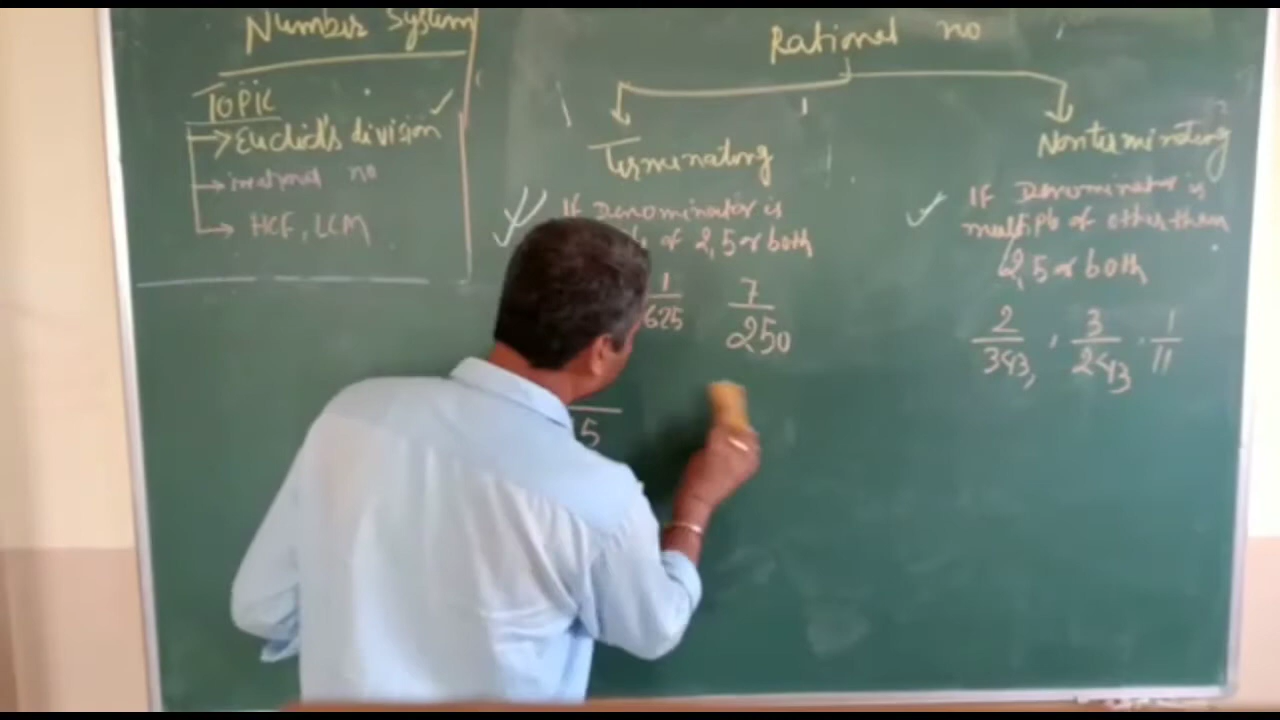 Number System
TOPIC
Euclid's division
irrational no
HCF, LCM
Rational no
Terminating
If Denominator is
of 2,5 or both
1/625 7/250
5
Nonterminating
If Denominator is
multiple of other then
2,5 or both
2/343, 3/243, 1/11